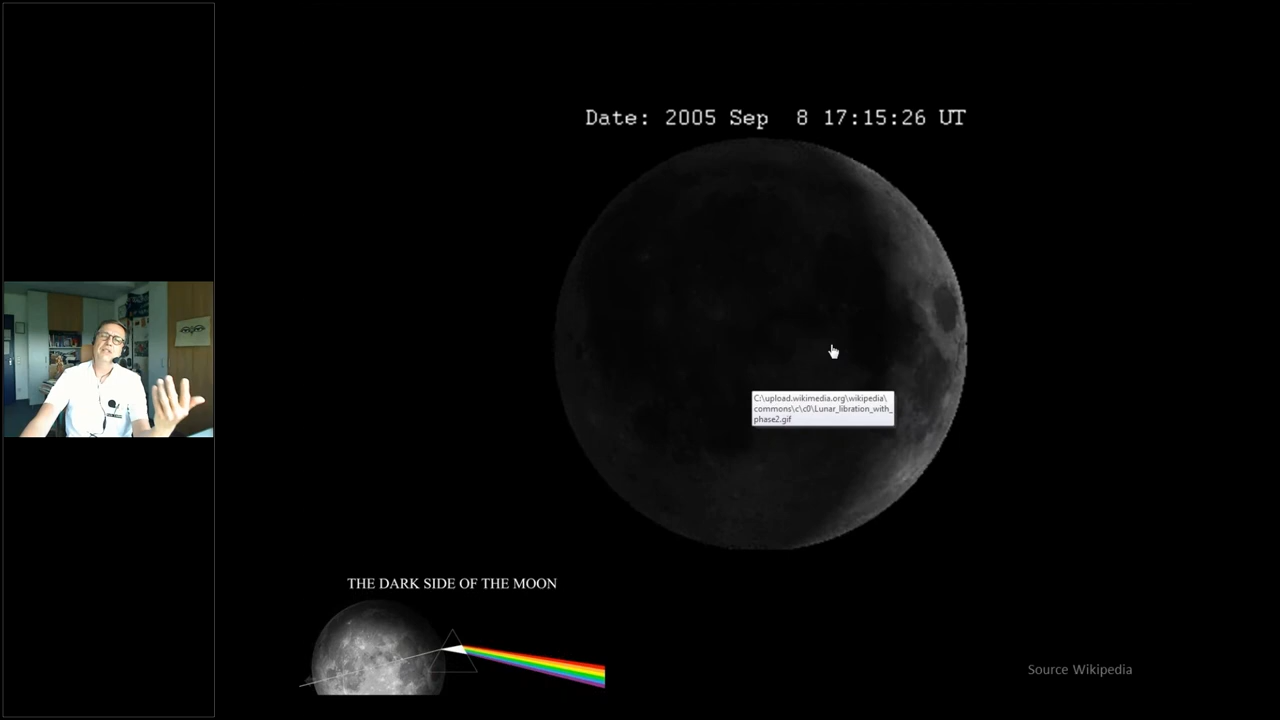 Date: 2005 Sep  8 17:15:26 UT
C:\upload.wikimedia.org\wikipedia\
commons\c\c0\Lunar_libration_with_
phase2.gif
THE DARK SIDE OF THE MOON
Source Wikipedia